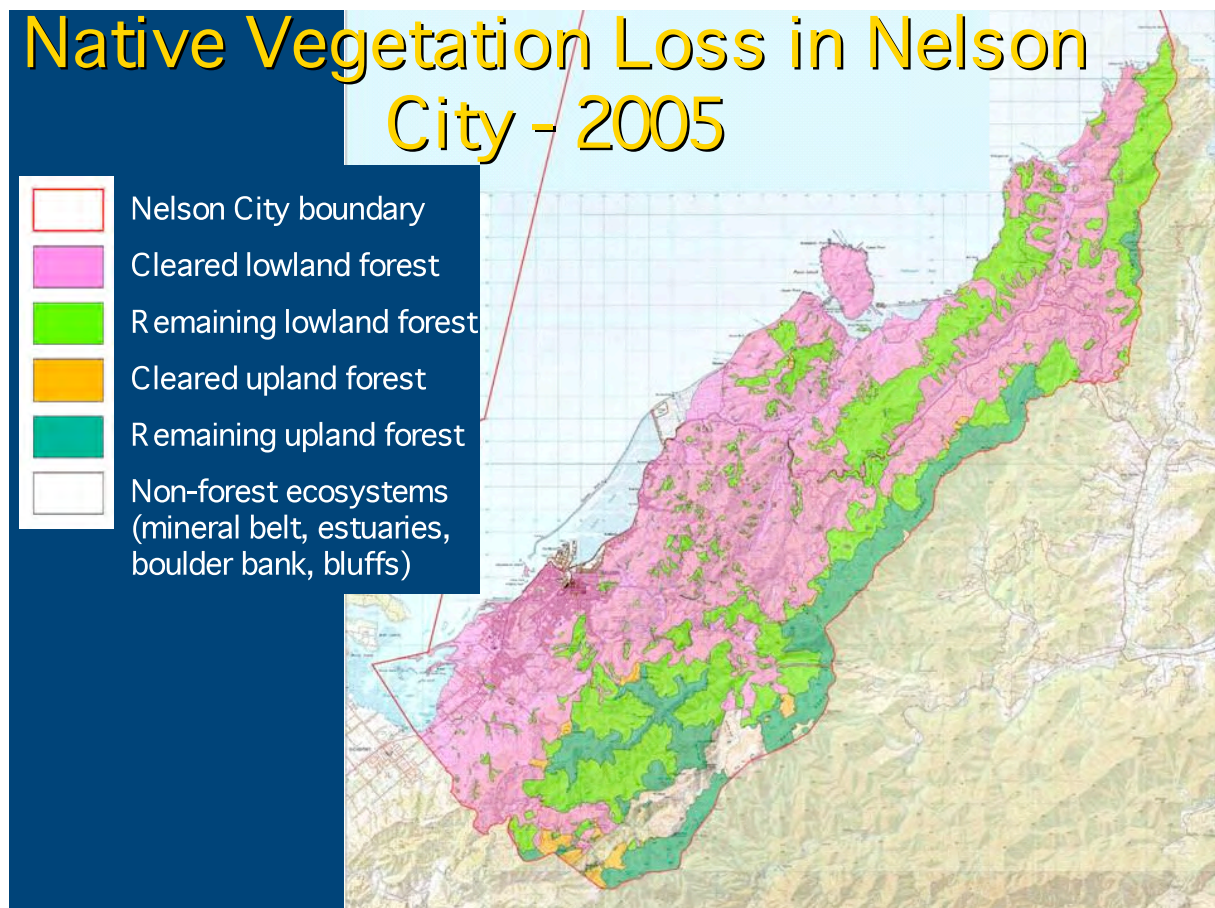 Native Vegetation Loss in Nelson
City - 2005
Nelson City boundary
Cleared lowland forest
Remaining lowland forest
Cleared upland forest
Remaining upland forest
Non-forest ecosystems
(mineral belt, estuaries,
boulder bank, bluffs)